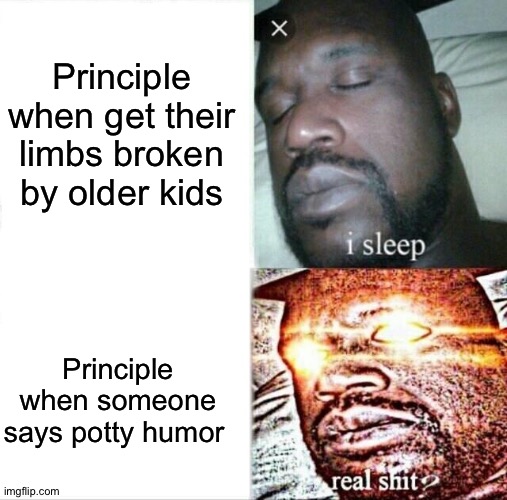 Principle
when get their
limbs broken
by older kids
i sleep
Principle
when someone
says potty humor
real shit?
imgflip.com